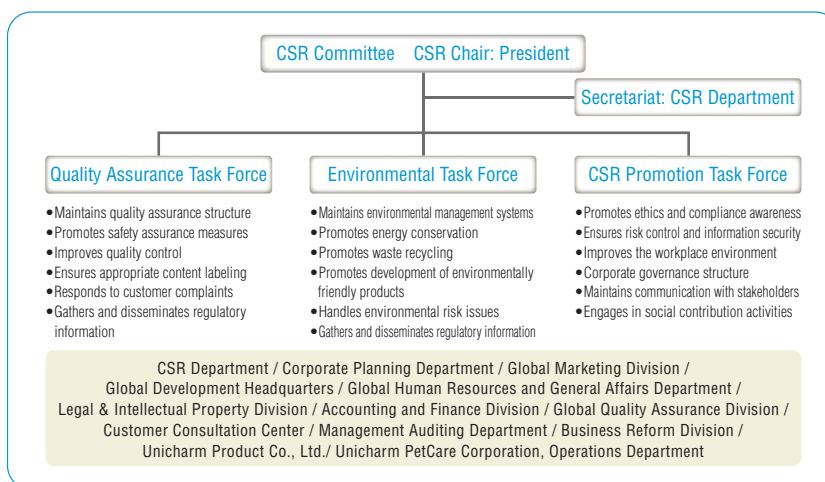 CSR Committee CSR Chair: President
Secretariat: CSR Department
Quality Assurance Task Force
•Maintains quality assurance structure
•Promotes safety assurance measures
•Improves quality control
•Ensures appropriate content labeling
•Responds to customer complaints
•Gathers and disseminates regulatory
information
Environmental Task Force
•Maintains environmental management systems
•Promotes energy conservation
•Promotes waste recycling
•Promotes development of environmentally
friendly products
•Handles environmental risk issues
•Gathers and disseminates regulatory information
CSR Promotion Task Force
•Promotes ethics and compliance awareness
•Ensures risk control and information security
•Improves the workplace environment
•Corporate governance structure
•Maintains communication with stakeholders
•Engages in social contribution activities
CSR Department / Corporate Planning Department / Global Marketing Division /
Global Development Headquarters / Global Human Resources and General Affairs Department /
Legal & Intellectual Property Division / Accounting and Finance Division / Global Quality Assurance Division /
Customer Consultation Center / Management Auditing Department / Business Reform Division /
Unicharm Product Co., Ltd./ Unicharm PetCare Corporation, Operations Department